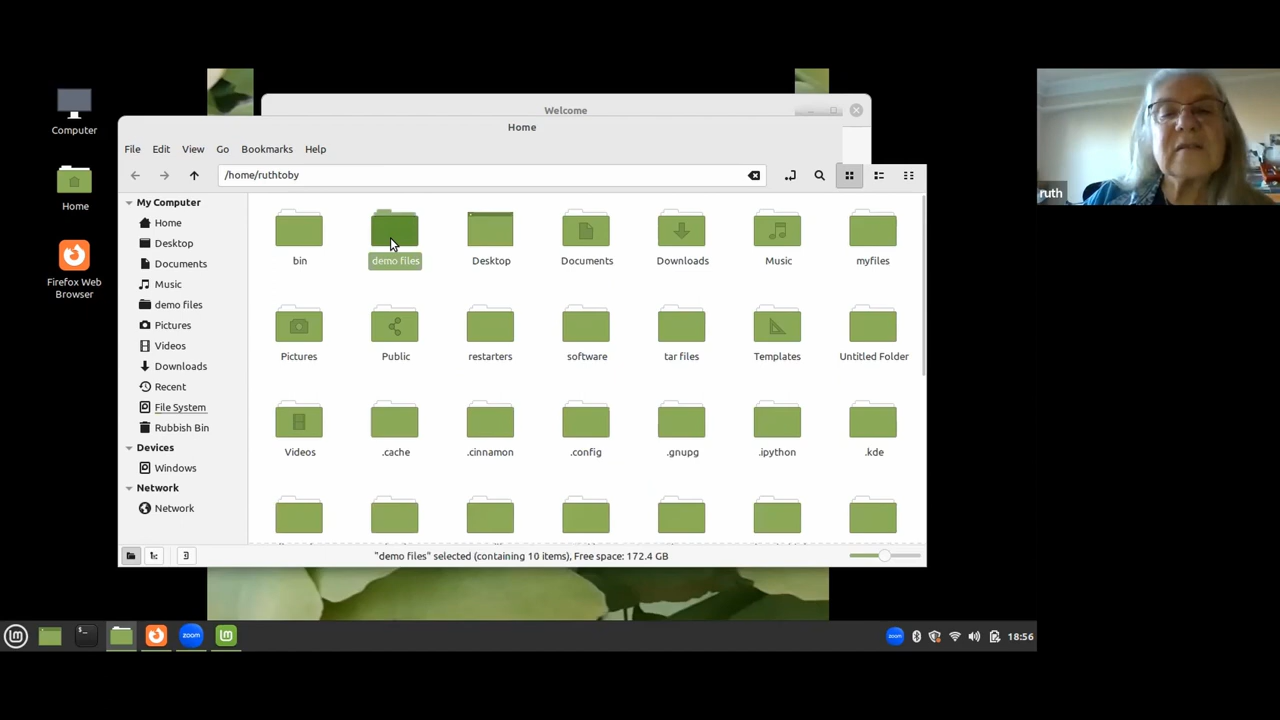 Computer
Home
Firefox Web
Browser
Welcome
Home
File Edit View Go Bookmarks Help
/home/ruthtoby
My Computer
Home
Desktop
Documents
Music
demo files
Pictures
Videos
Downloads
Recent
File System
Rubbish Bin
Devices
Windows
Network
Network
bin demo files Desktop Documents Downloads Music myfiles
Pictures Public restarters software tar files Templates Untitled Folder
Videos .cache .cinnamon .config .gnupg .ipython .kde
"demo files" selected (containing 10 items), Free space: 172.4 GB
zoom
zoom
18:56
ruth